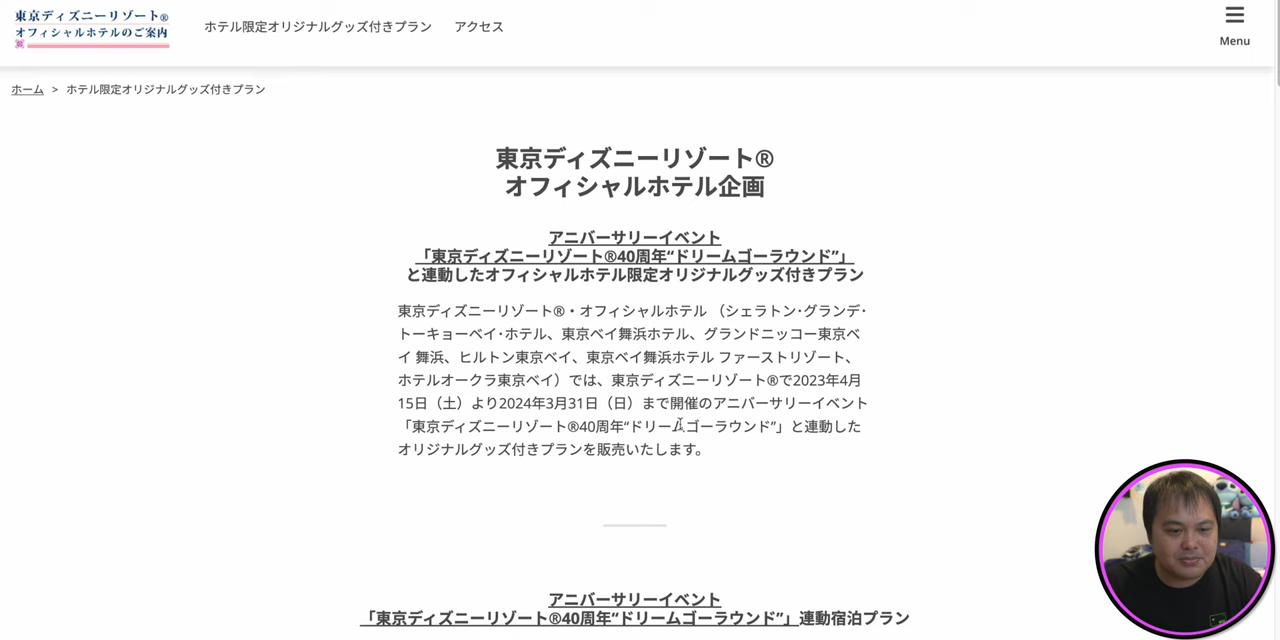 東京ディズニーリゾート®
オフィシャルホテルのご案内
ホテル限定オリジナルグッズ付きプラン
アクセス
Menu
ホーム > ホテル限定オリジナルグッズ付きプラン
東京ディズニーリゾート®
オフィシャルホテル企画
アニバーサリーイベント
「東京ディズニーリゾート®40周年“ドリームゴーラウンド”」
と連動したオフィシャルホテル限定オリジナルグッズ付きプラン
東京ディズニーリゾート®・オフィシャルホテル （シェラトン・グランデ・
トーキョーベイ・ホテル、東京ベイ舞浜ホテル、グランドニッコー東京ベ
イ 舞浜、ヒルトン東京ベイ、東京ベイ舞浜ホテル ファーストリゾート、
ホテルオークラ東京ベイ）では、東京ディズニーリゾート®で2023年4月
15日（土）より2024年3月31日（日）まで開催のアニバーサリーイベント
「東京ディズニーリゾート®40周年“ドリームゴーラウンド”」と連動した
オリジナルグッズ付きプランを販売いたします。
アニバーサリーイベント
「東京ディズニーリゾート®40周年“ドリームゴーラウンド”」連動宿泊プラン